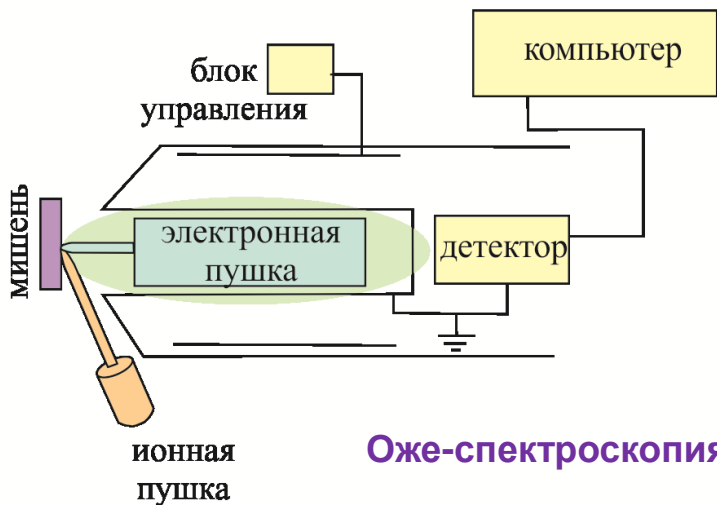 блок
управления
компьютер
мишень
электронная
пушка
детектор
ионная
пушка
Оже-спектроскопия